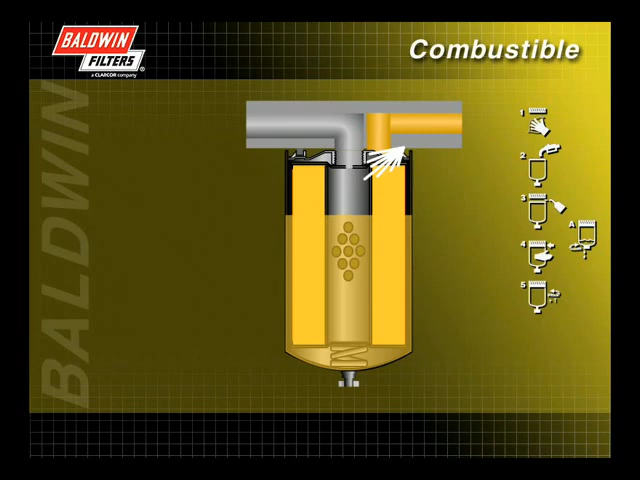 BALDWIN
FILTERS
®
a CLARCOR company
Combustible
BALDWIN
1
2
3
A
4
5